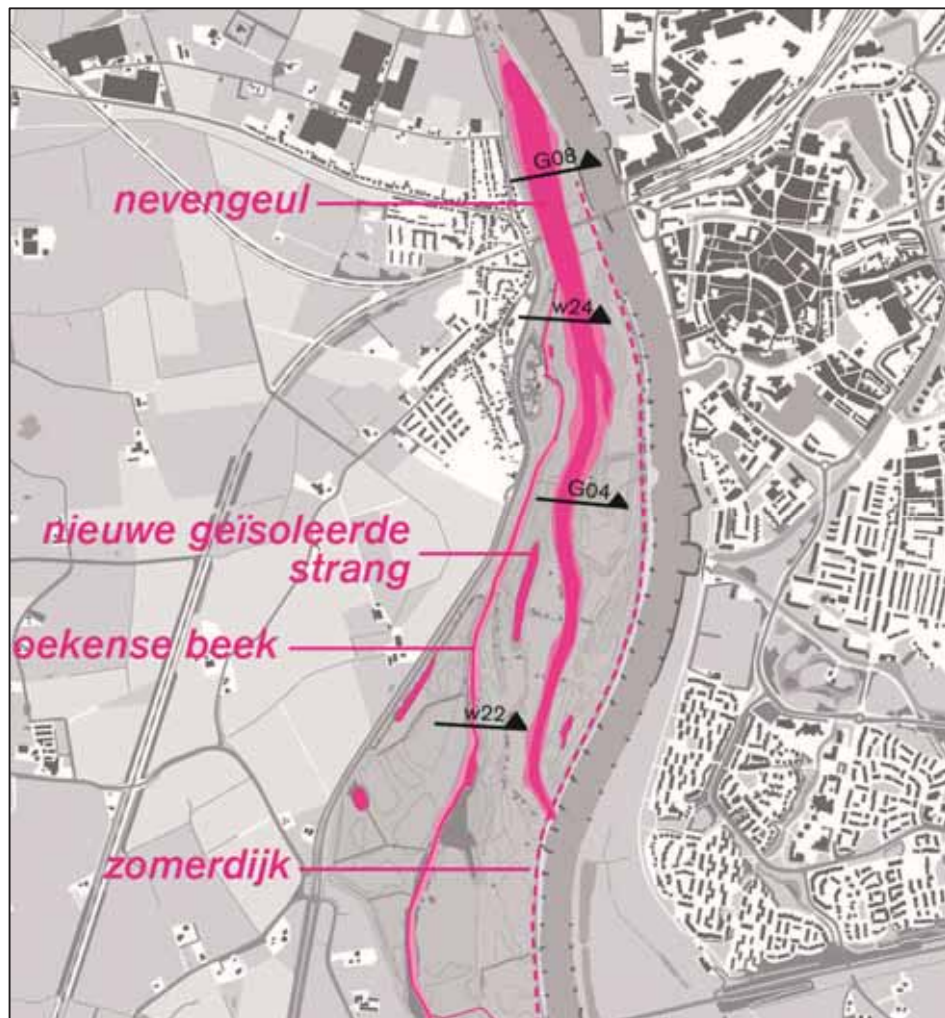 G08
nevengeul
w24
G04
nieuwe geïsoleerde
strang
oekense beek
w22
zomerdijk